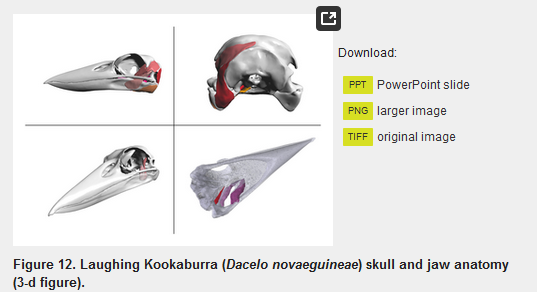 Download:
PPT PowerPoint slide
PNG larger image
TIFF original image
Figure 12. Laughing Kookaburra (Dacelo novaeguineae) skull and jaw anatomy
(3-d figure).